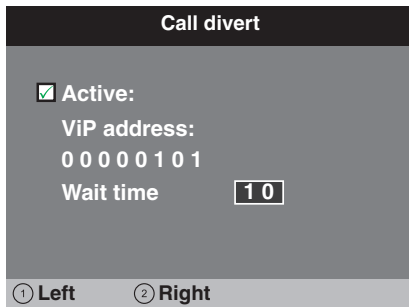 Call divert
Active:
ViP address:
0 0 0 0 0 1 0 1
Wait time 1 0
1 Left 2 Right